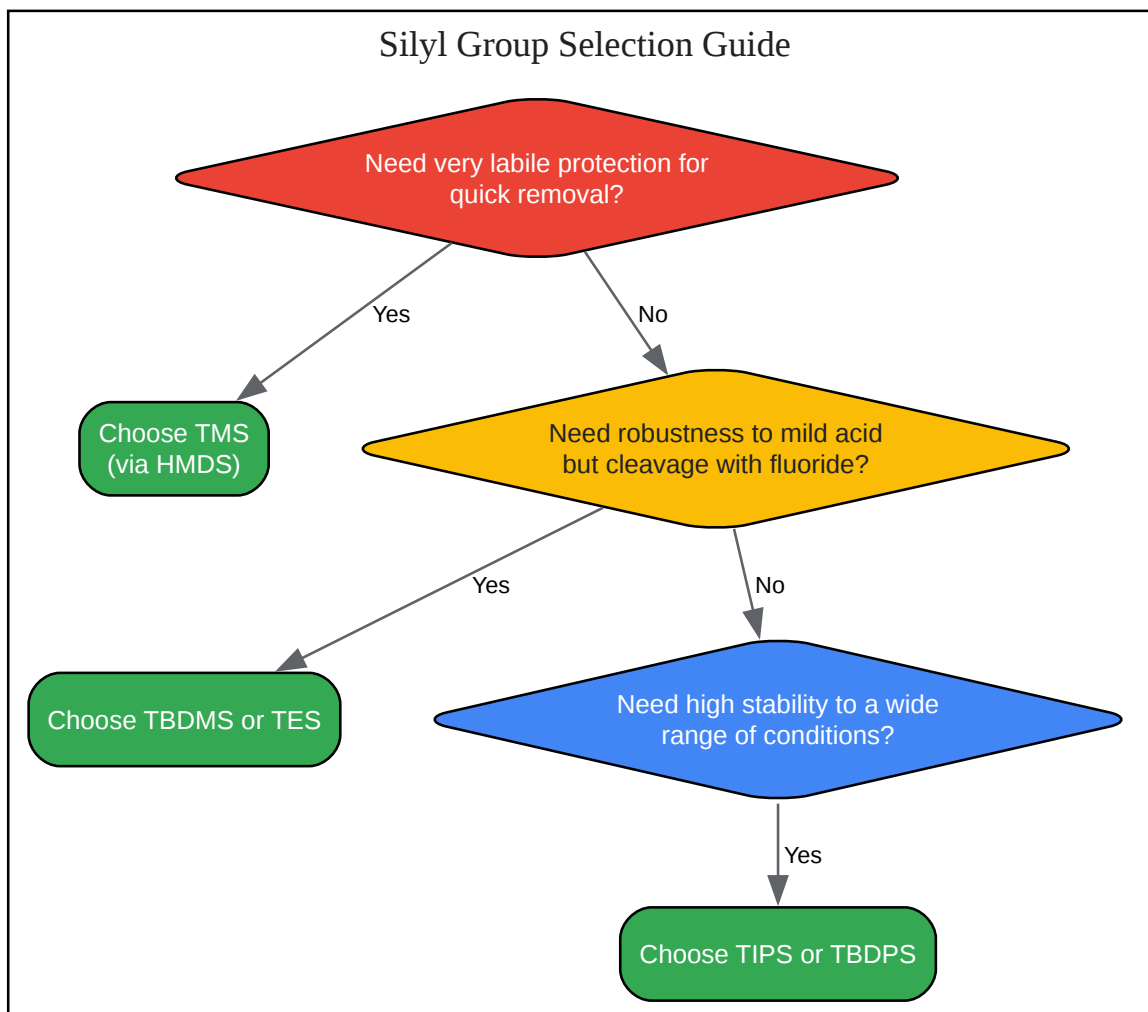 Silyl Group Selection Guide
Need very labile protection for
quick removal?
Yes
No
Choose TMS
(via HMDS)
Need robustness to mild acid
but cleavage with fluoride?
Yes
No
Choose TBDMS or TES
Need high stability to a wide
range of conditions?
Yes
Choose TIPS or TBDPS